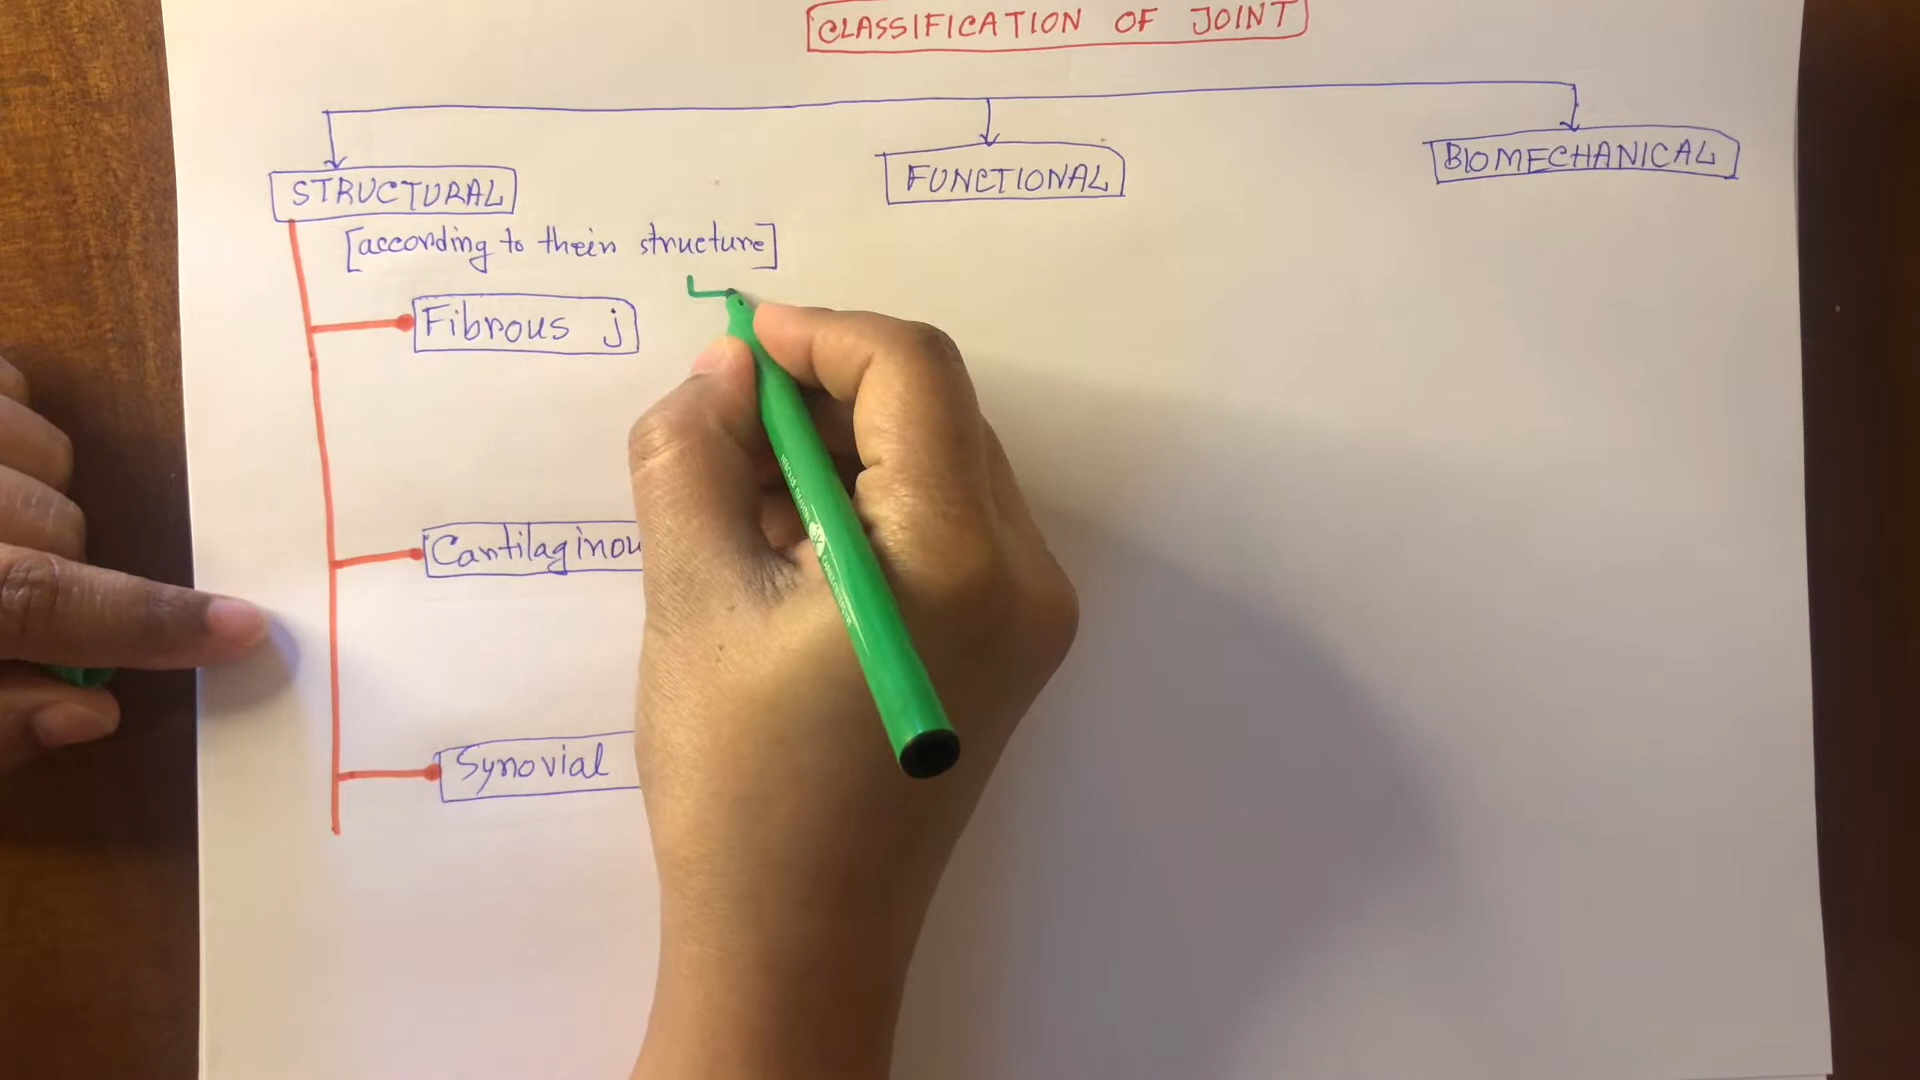 CLASSIFICATION OF JOINT
STRUCTURAL
FUNCTIONAL
BIOMECHANICAL
[according to their structure]
Fibrous j
Cartilaginou
Synovial